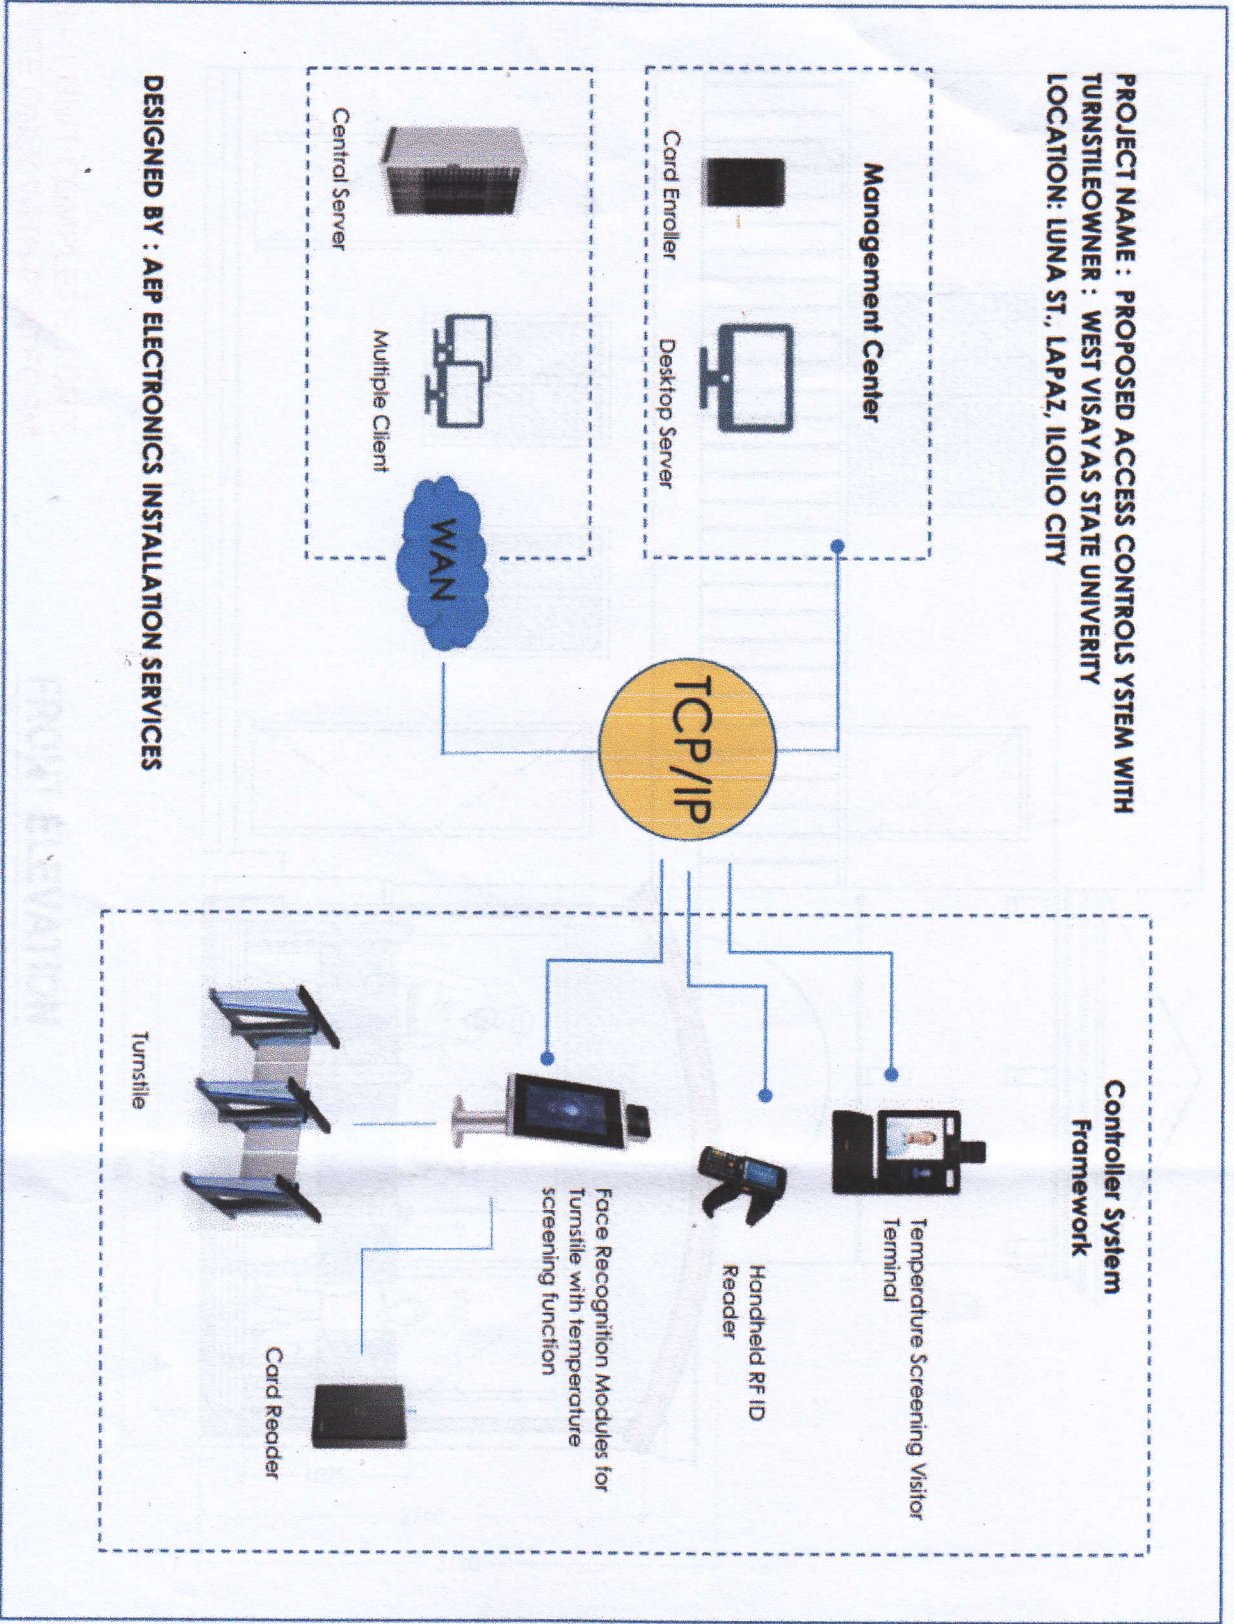 PROJECT NAME : PROPOSED ACCESS CONTROLS YSTEM WITH
TURNSTILEOWNER : WEST VISAYAS STATE UNIVERITY
LOCATION: LUNA ST., LAPAZ, ILOILO CITY
Management Center
Card Enroller
Desktop Server
Central Server
Multiple Client
WAN
TCP/IP
Controller System
Framework
Temperature Screening Visitor
Terminal
Handheld RF ID
Reader
Face Recognition Modules for
Turnstile with temperature
screening function
Card Reader
Turnstile
DESIGNED BY : AEP ELECTRONICS INSTALLATION SERVICES
FRONT ELEVATION